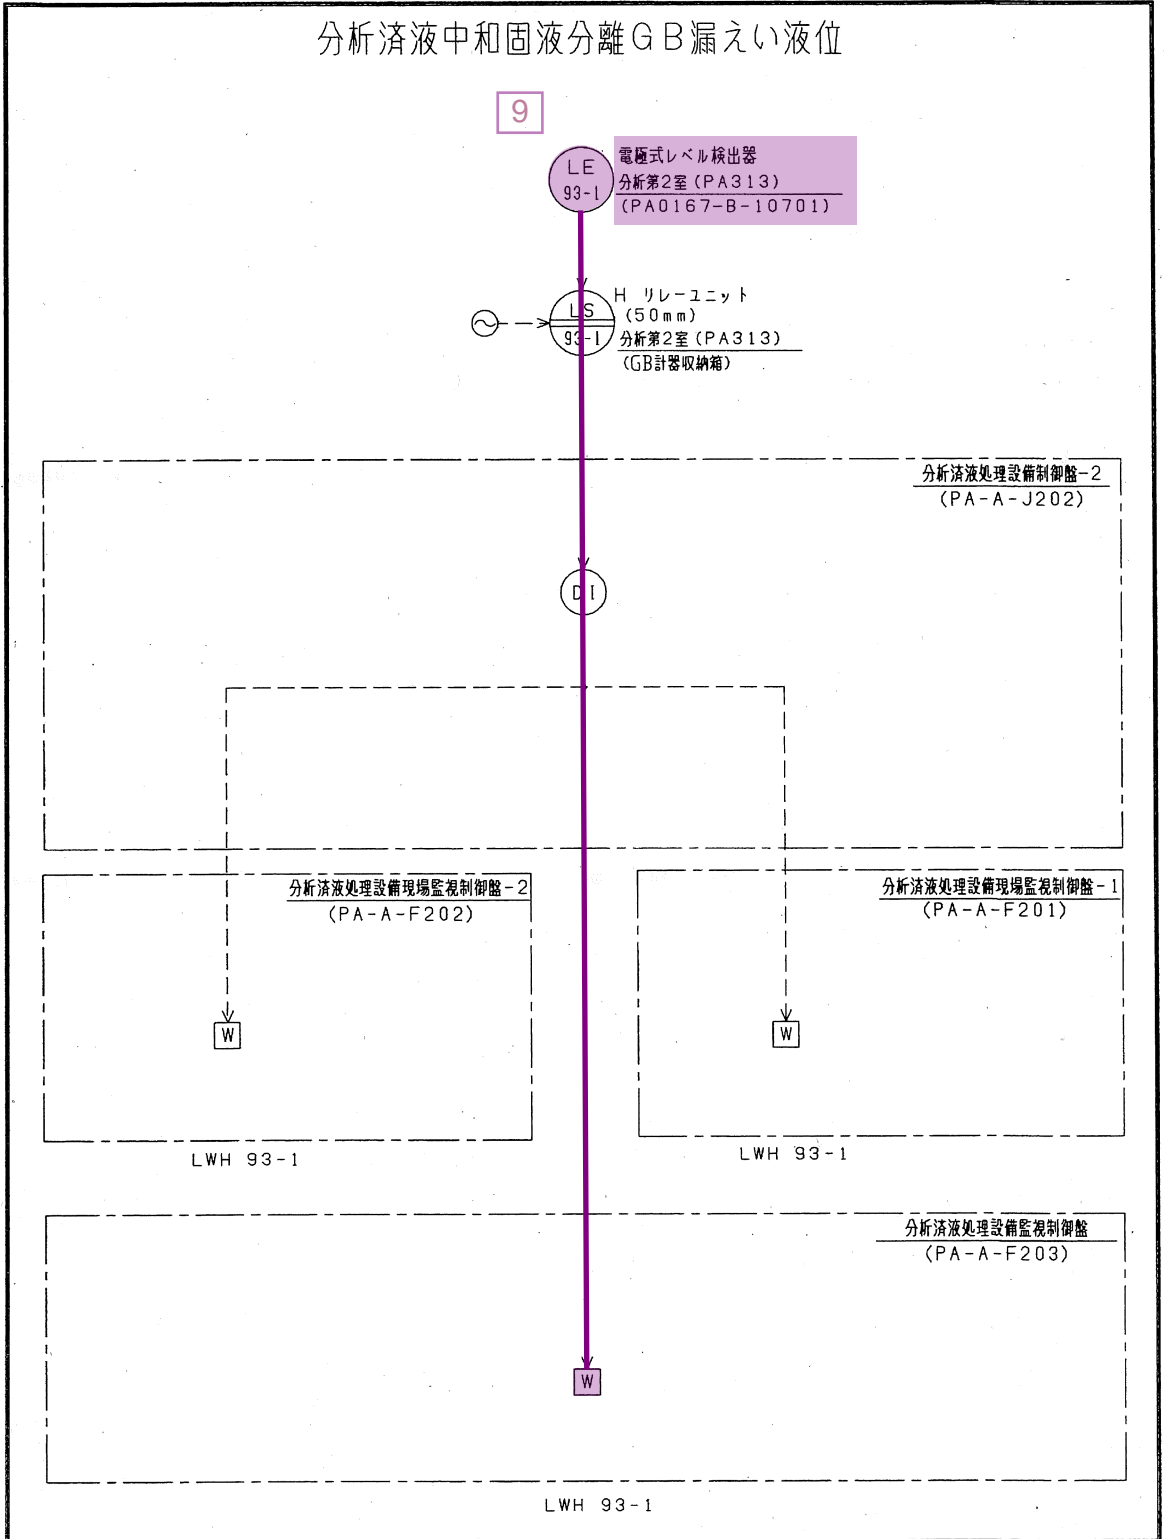 分析済液中和固液分離GB漏えい液位
9
LE
93-1
電極式レベル検出器
分析第2室(PA313)
(PA0167-B-10701)
LS
93-1
H リレーユニット
(50mm)
分析第2室(PA313)
(GB計器収納箱)
分析済液処理設備制御盤-2
(PA-A-J202)
DI
分析済液処理設備現場監視制御盤-2
(PA-A-F202)
W
LWH 93-1
分析済液処理設備現場監視制御盤-1
(PA-A-F201)
W
LWH 93-1
分析済液処理設備監視制御盤
(PA-A-F203)
W
LWH 93-1